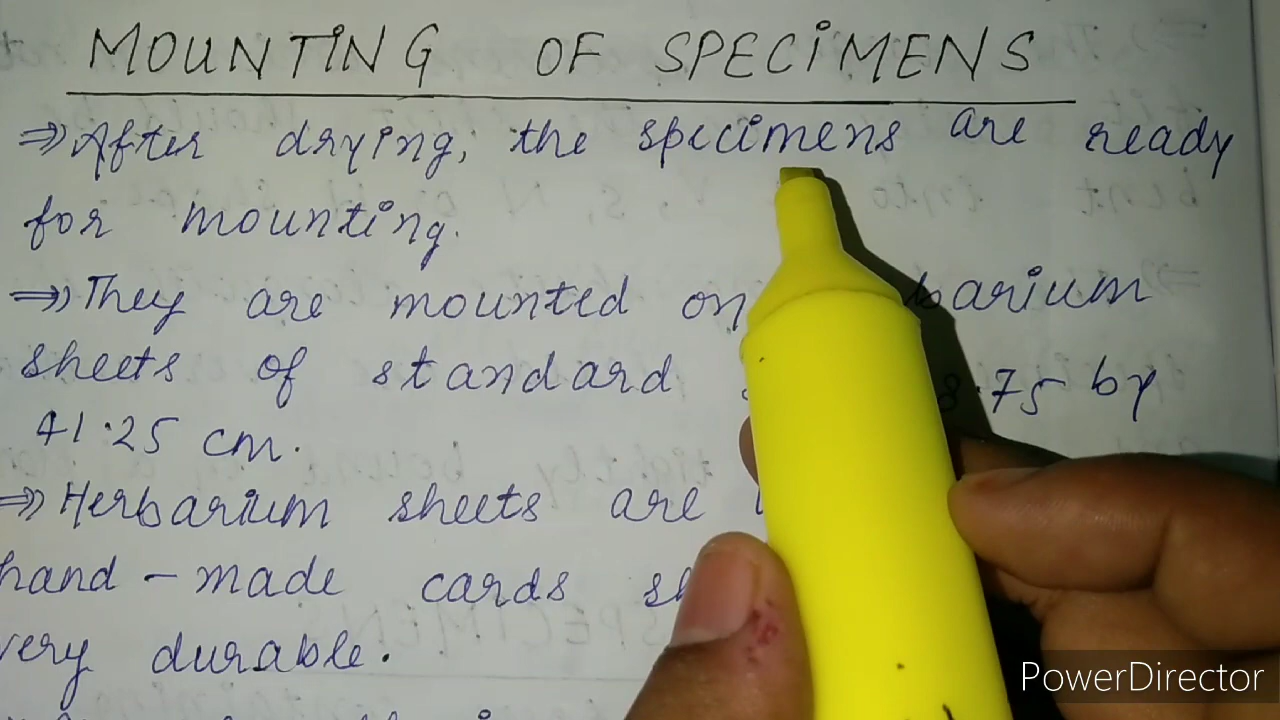 MOUNTING OF SPECIMENS
⇒ After drying, the specimens are ready
for mounting.
⇒ They are mounted on barium
sheets of standard 8.75 by
41.25 cm.
⇒ Herbarium sheets are
hand-made cards
very durable.
PowerDirector